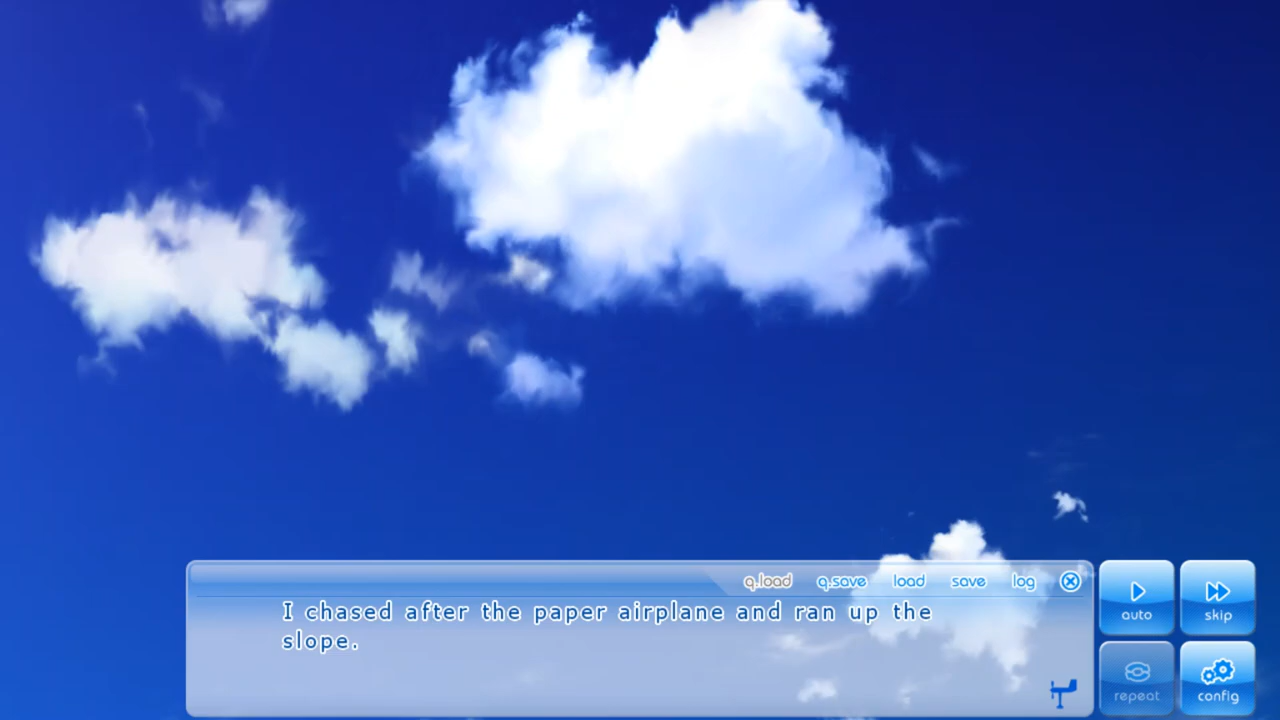 q.load q.save load save log
I chased after the paper airplane and ran up the
slope.
auto
skip
repeat
config